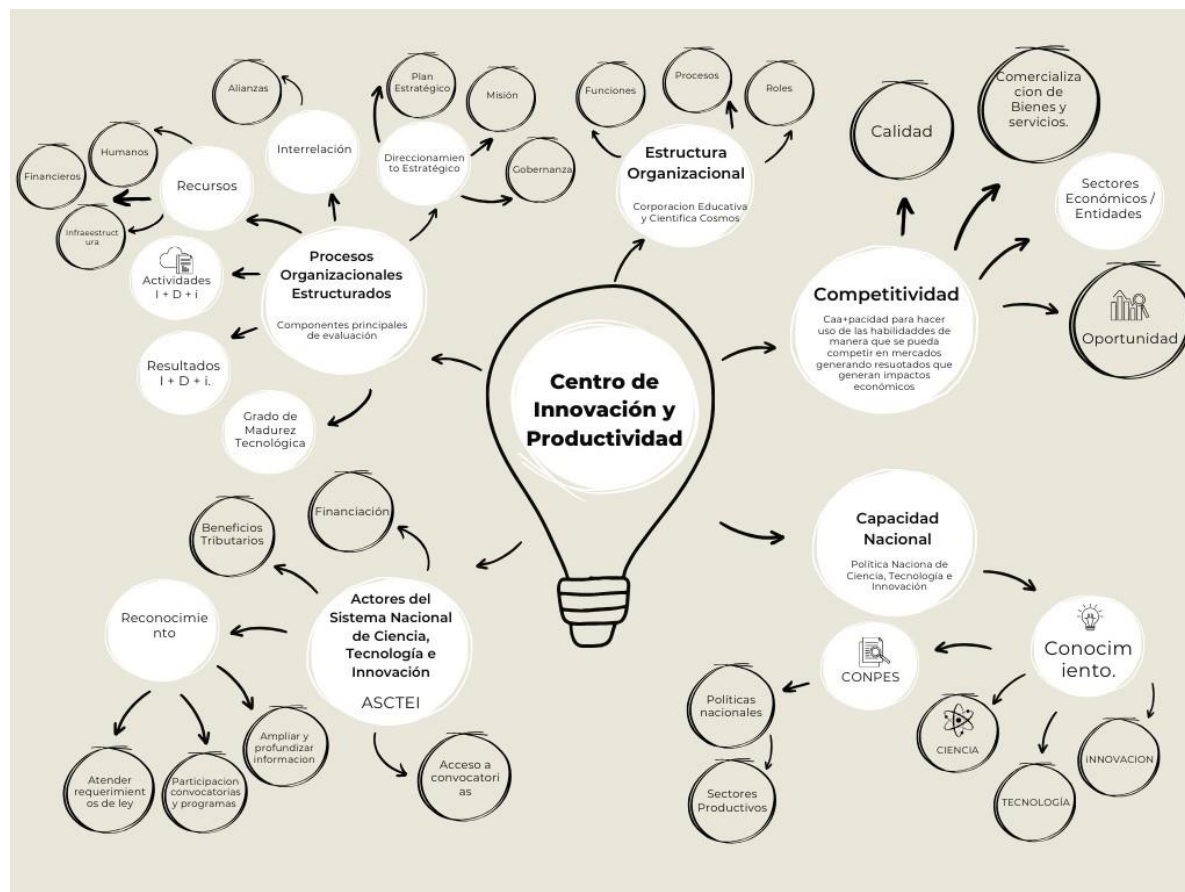 Alianzas
Plan
Estratégico
Misión
Funciones
Procesos
Roles
Comercializa
cion de
Bienes y
servicios.
Calidad
Humanos
Financieros
Recursos
Infraeestruct
ura
Interrelación
Direccionamien
to Estratégico
Gobernanza
Estructura
Organizacional
Corporacion Educativa
y Cientifica Cosmos
Sectores
Económicos /
Entidades
Actividades
I + D + i
Procesos
Organizacionales
Estructurados
Componentes principales
de evaluación
Resultados
I + D + i.
Grado de
Madurez
Tecnológica
Competitividad
Caa+pacidad para hacer
uso de las habilidaddes de
manera que se pueda
competir en mercados
generando resuotados que
generan impactos
económicos
Oportunidad
Centro de
Innovación y
Productividad
Financiación
Beneficios
Tributarios
Reconocimie
nto
Actores del
Sistema Nacional
de Ciencia,
Tecnología e
Innovación
ASCTEI
Atender
requerimient
os de ley
Participacion
convocatorias
y programas
Ampliar y
profundizar
informacion
Acceso a
convocatori
as
Capacidad
Nacional
Política Naciona de
Ciencia, Tecnología e
Innovación
Conocim
iento.
CONPES
Políticas
nacionales
Sectores
Productivos
CIENCIA
TECNOLOGÍA
iNNOVACION